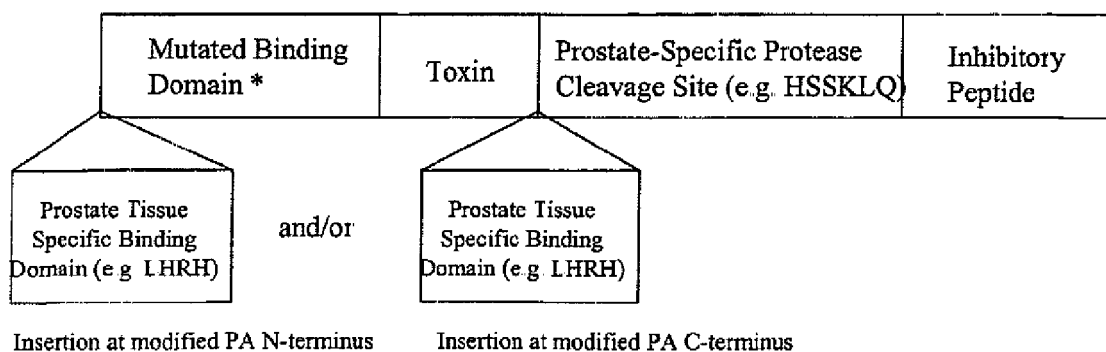 Mutated Binding
Domain *
Toxin
Prostate-Specific Protease
Cleavage Site (e.g. HSSKLQ)
Inhibitory
Peptide
Prostate Tissue
Specific Binding
Domain (e.g. LHRH)
and/or
Prostate Tissue
Specific Binding
Domain (e.g. LHRH)
Insertion at modified PA N-terminus
Insertion at modified PA C-terminus